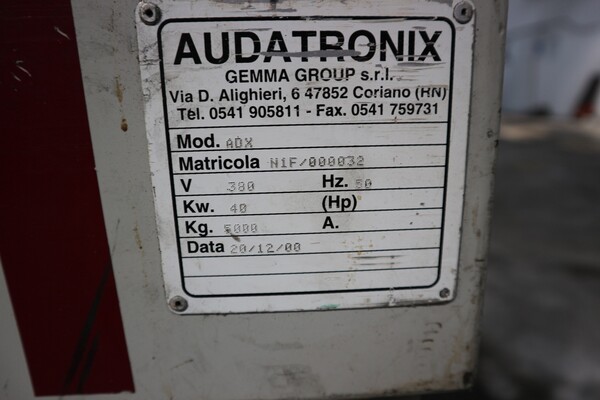 AUDATRONIX
GEMMA GROUP s.r.l.
Via D. Alighieri, 6 47852 Coriano (RN)
Tel. 0541 905811 - Fax. 0541 759731
Mod. ADX
Matricola N1F/000032
V 380 Hz. 50
Kw. 40 (Hp)
Kg. 5000 A.
Data 20/12/00